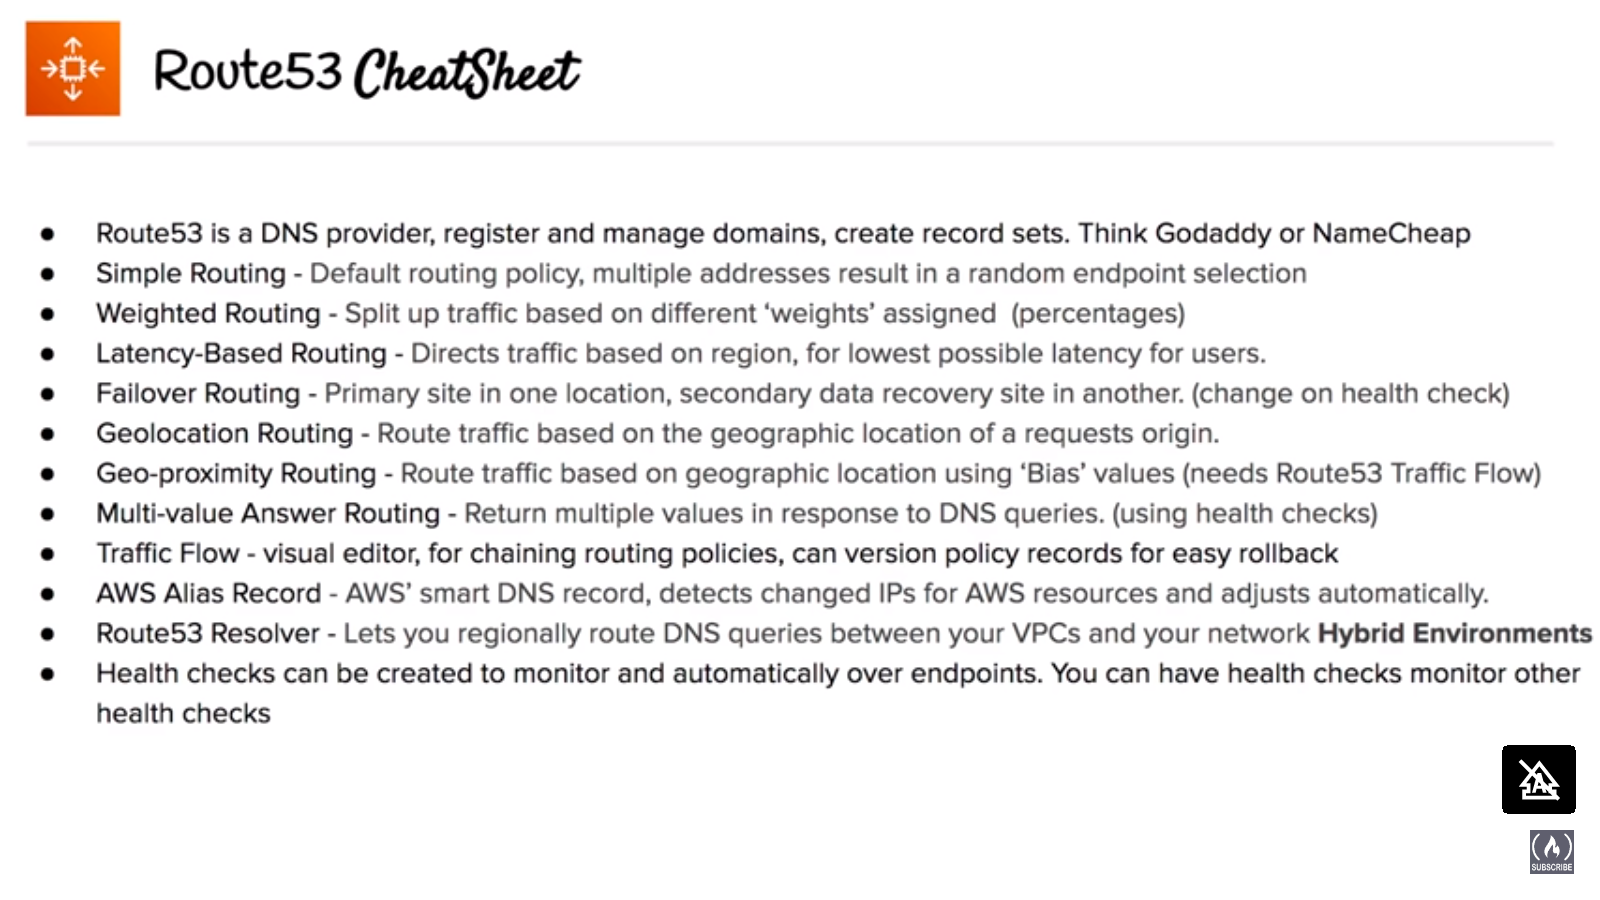 Route53 CheatSheet
● Route53 is a DNS provider, register and manage domains, create record sets. Think Godaddy or NameCheap
● Simple Routing - Default routing policy, multiple addresses result in a random endpoint selection
● Weighted Routing - Split up traffic based on different ‘weights’ assigned  (percentages)
● Latency-Based Routing - Directs traffic based on region, for lowest possible latency for users.
● Failover Routing - Primary site in one location, secondary data recovery site in another. (change on health check)
● Geolocation Routing - Route traffic based on the geographic location of a requests origin.
● Geo-proximity Routing - Route traffic based on geographic location using ‘Bias’ values (needs Route53 Traffic Flow)
● Multi-value Answer Routing - Return multiple values in response to DNS queries. (using health checks)
● Traffic Flow - visual editor, for chaining routing policies, can version policy records for easy rollback
● AWS Alias Record - AWS’ smart DNS record, detects changed IPs for AWS resources and adjusts automatically.
● Route53 Resolver - Lets you regionally route DNS queries between your VPCs and your network Hybrid Environments
● Health checks can be created to monitor and automatically over endpoints. You can have health checks monitor other
health checks
SUBSCRIBE